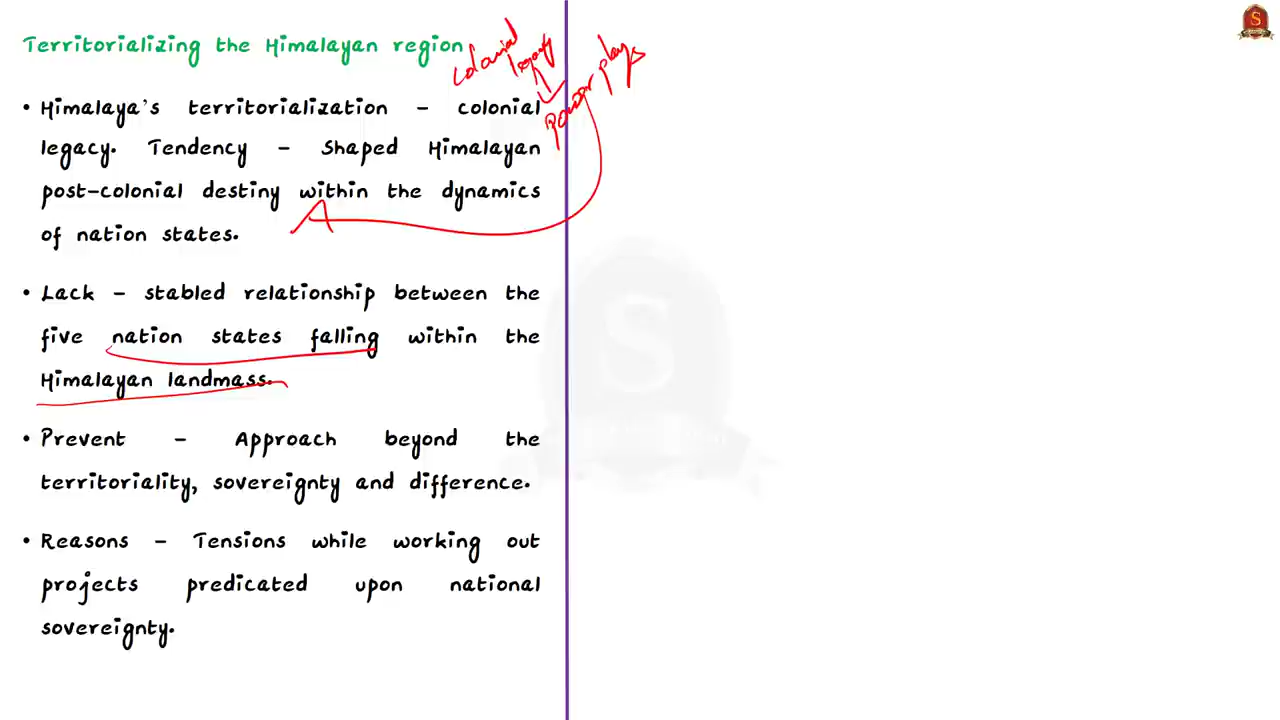 Territorializing the Himalayan region
colonial
legacy
power plays
• Himalaya's territorialization – colonial
legacy. Tendency – Shaped Himalayan
post-colonial destiny within the dynamics
of nation states.
• Lack – stabled relationship between the
five nation states falling within the
Himalayan landmass.
• Prevent – Approach beyond the
territoriality, sovereignty and difference.
• Reasons – Tensions while working out
projects predicated upon national
sovereignty.
S
S